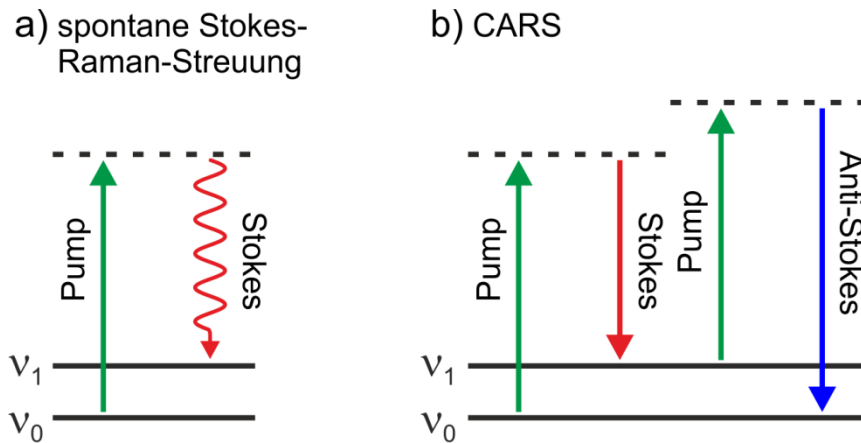 a) spontane Stokes-
Raman-Streuung
Pump
Stokes
ν₁
ν₀
b) CARS
Pump
Stokes
Pump
Anti-Stokes
ν₁
ν₀